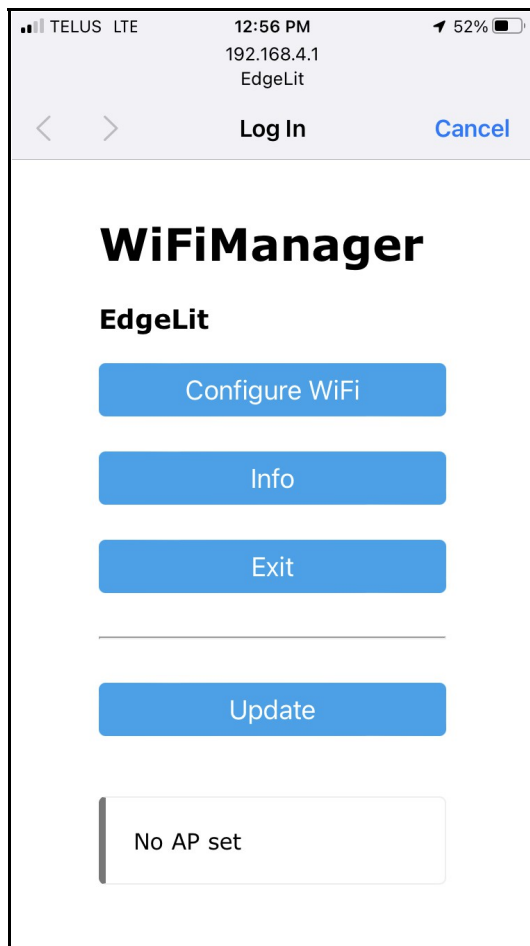 TELUS LTE 12:56 PM 52%
192.168.4.1
EdgeLit
Log In Cancel
WiFiManager
EdgeLit
Configure WiFi
Info
Exit
Update
No AP set